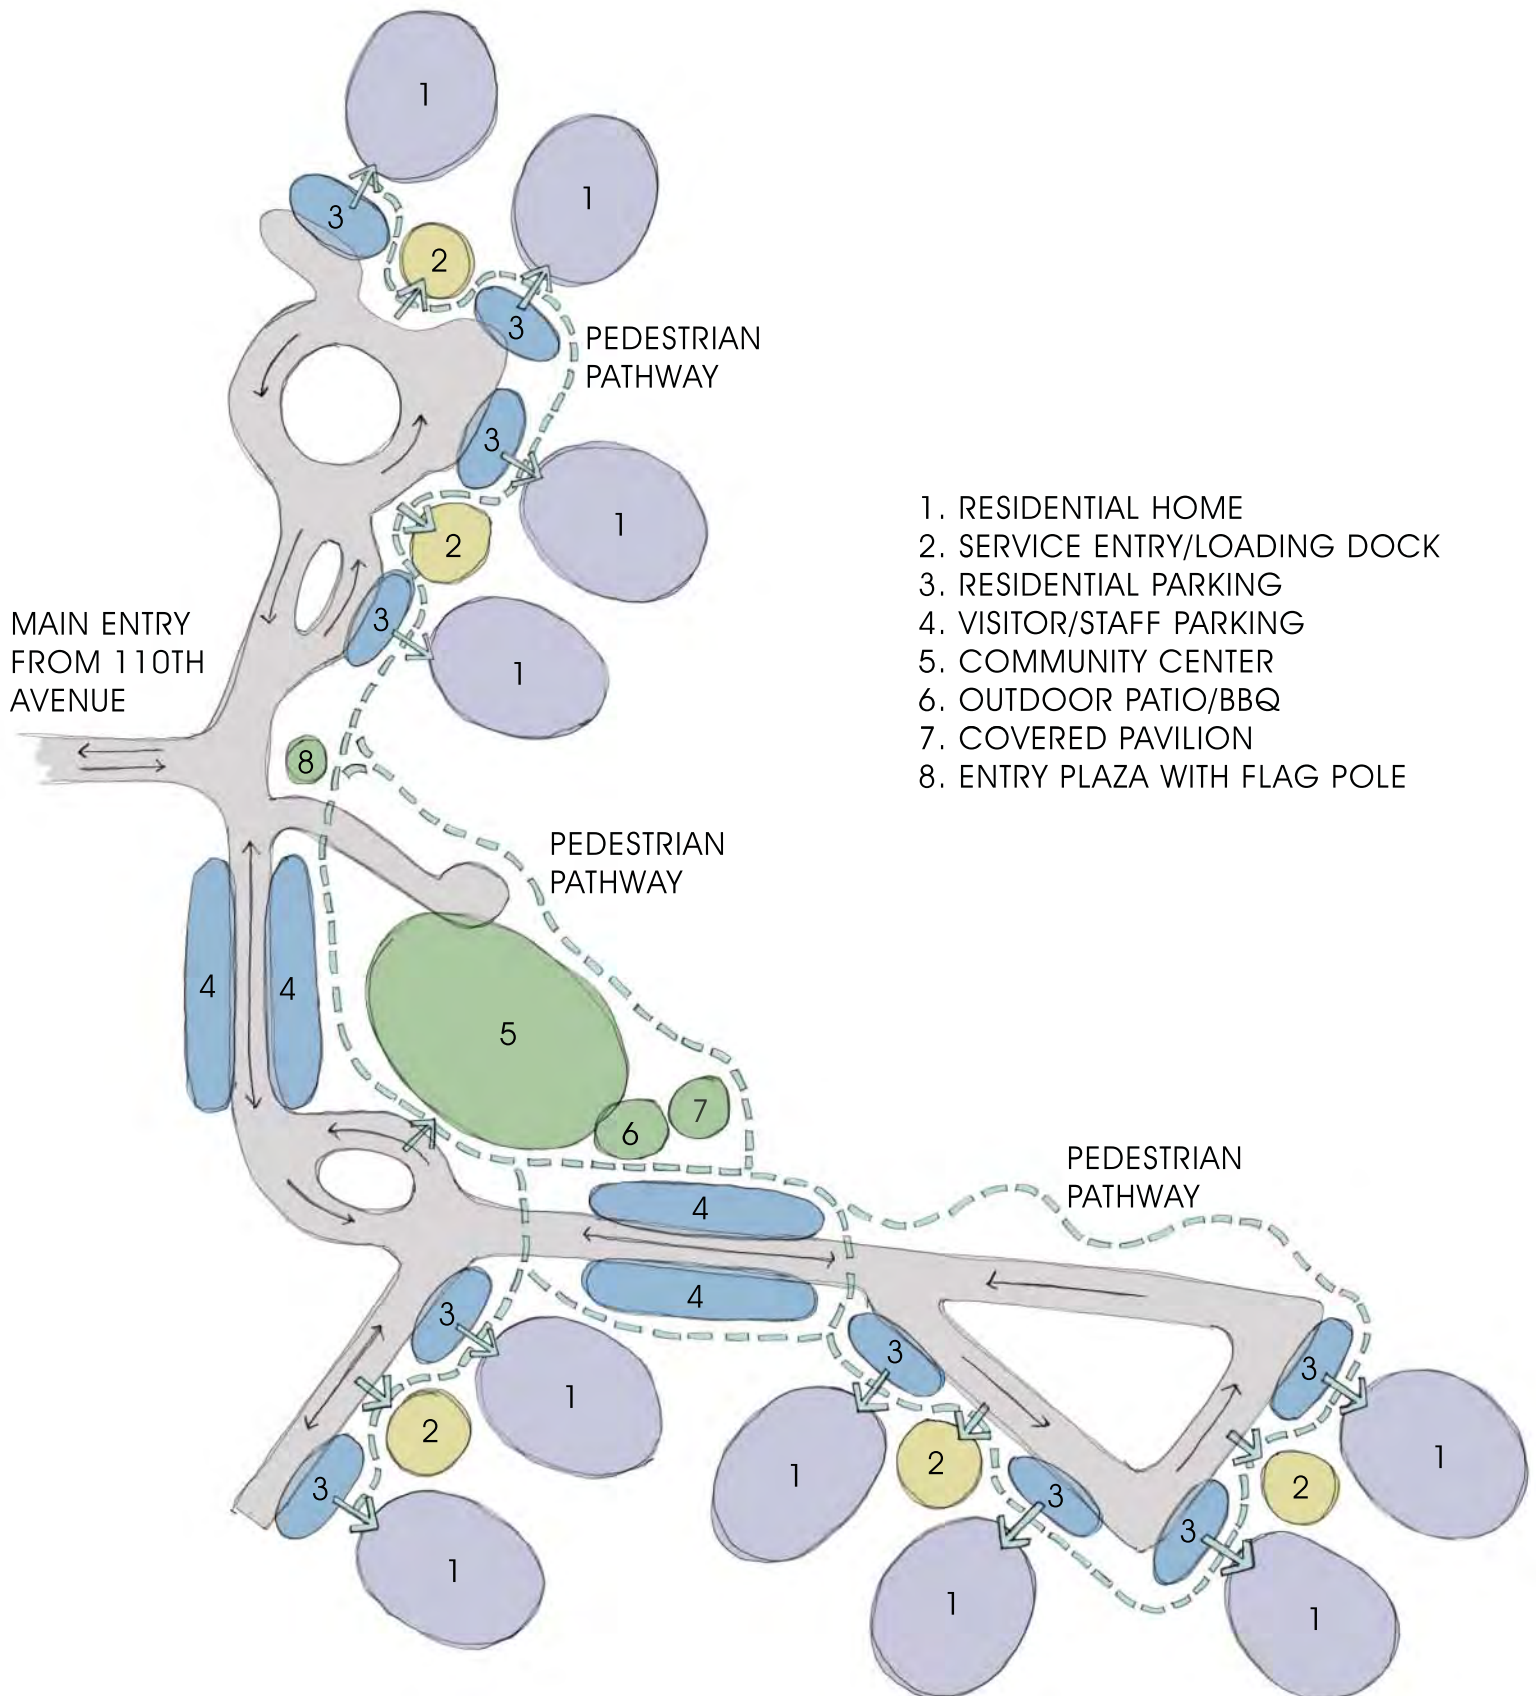 1
1
3
2
3
PEDESTRIAN
PATHWAY
3
1
2
3
1
MAIN ENTRY
FROM 110TH
AVENUE
1. RESIDENTIAL HOME
2. SERVICE ENTRY/LOADING DOCK
3. RESIDENTIAL PARKING
4. VISITOR/STAFF PARKING
5. COMMUNITY CENTER
6. OUTDOOR PATIO/BBQ
7. COVERED PAVILION
8. ENTRY PLAZA WITH FLAG POLE
8
PEDESTRIAN
PATHWAY
4
4
5
7
6
PEDESTRIAN
PATHWAY
4
4
3
3
3
1
2
1
2
1
3
3
2
3
1
1
1